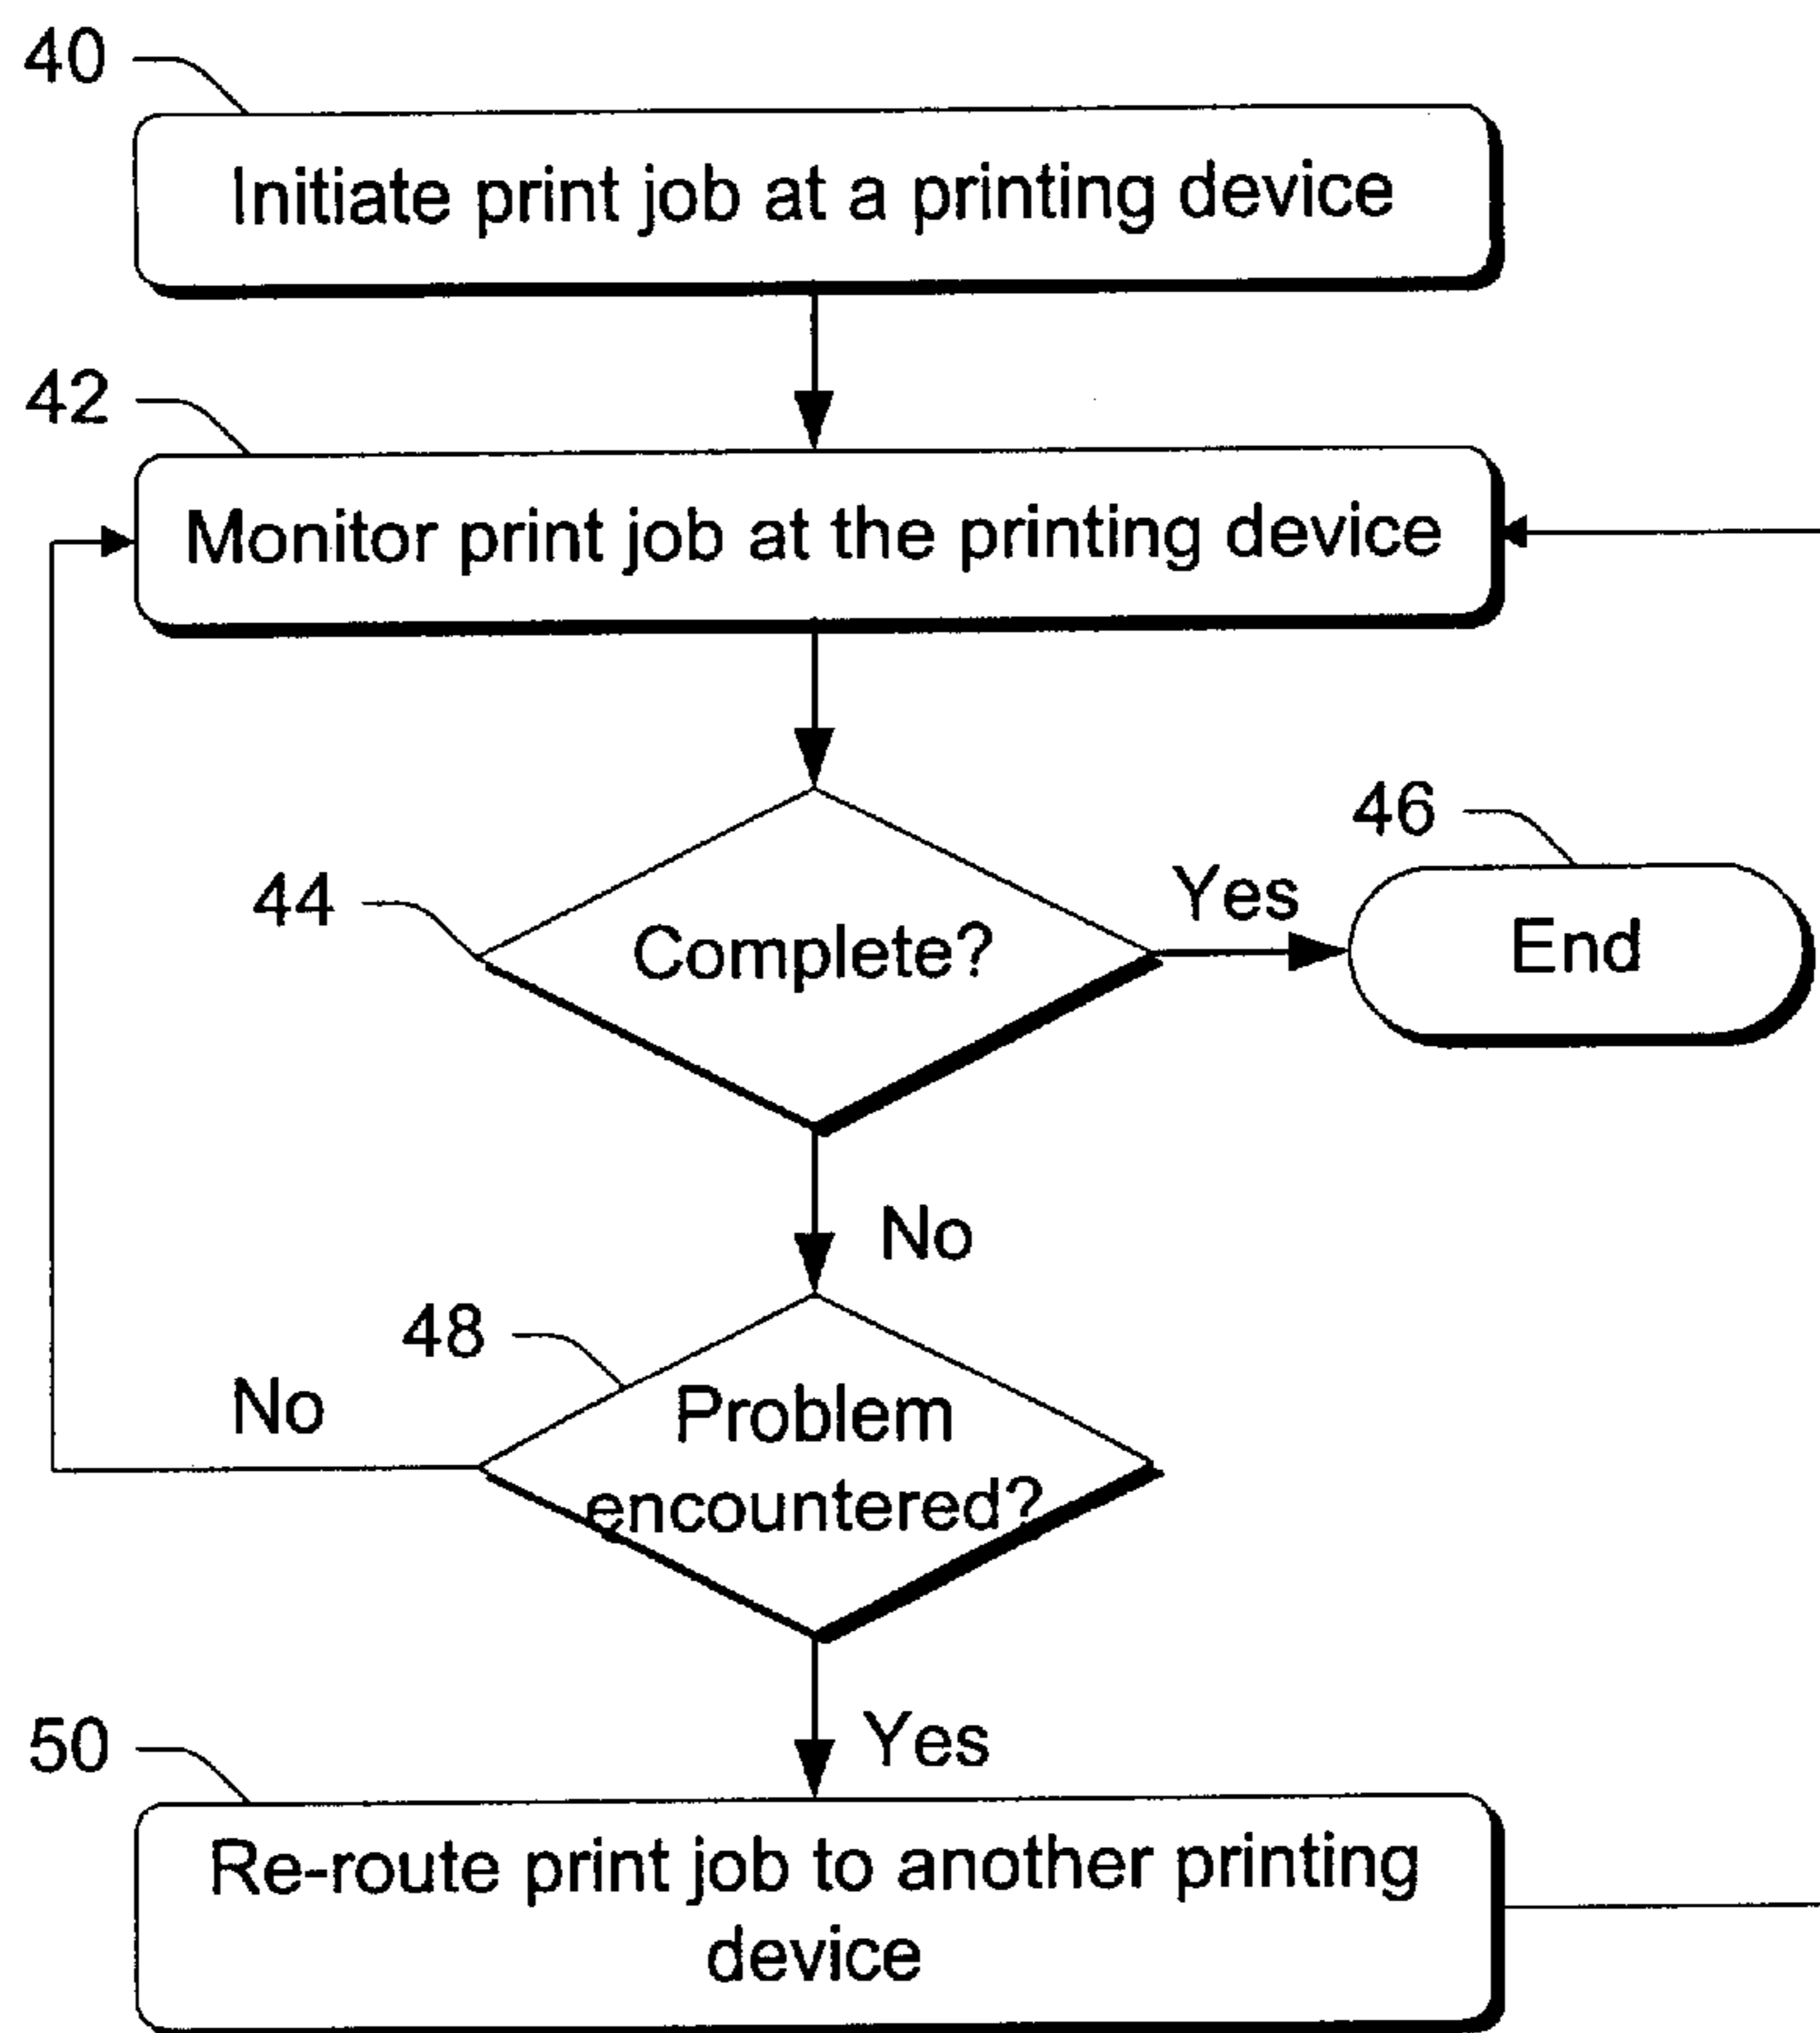 40
Initiate print job at a printing device
42
Monitor print job at the printing device
44
Complete?
Yes
46
End
No
48
Problem
encountered?
No
Yes
50
Re-route print job to another printing
device